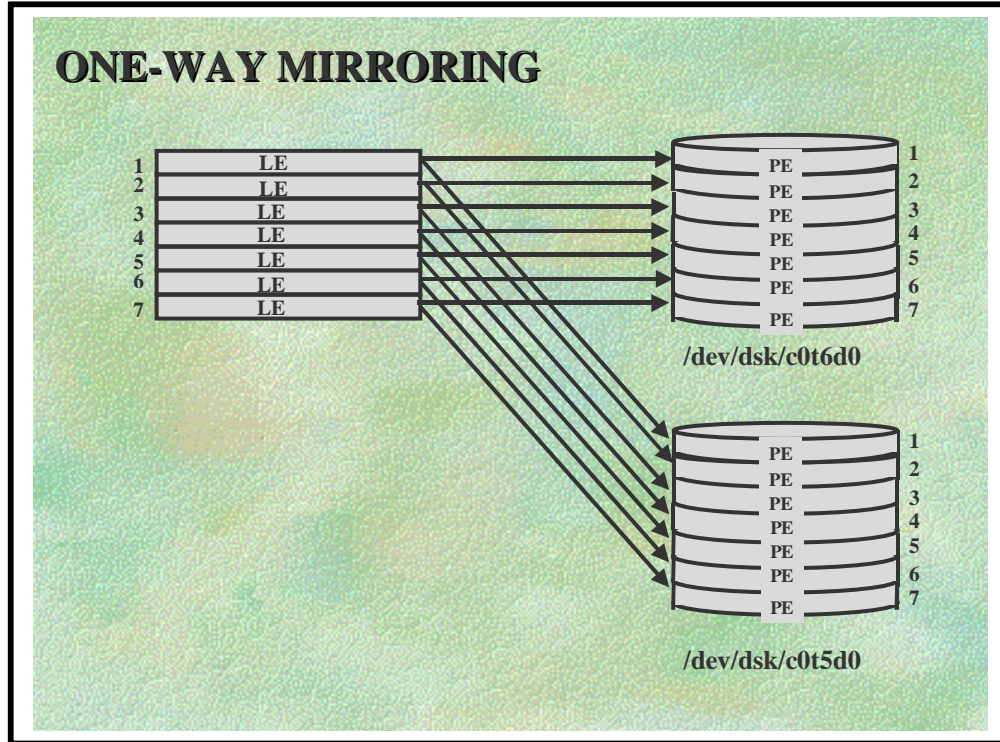 ONE-WAY MIRRORING
1 LE
2 LE
3 LE
4 LE
5 LE
6 LE
7 LE
PE 1
PE 2
PE 3
PE 4
PE 5
PE 6
PE 7
/dev/dsk/c0t6d0
PE 1
PE 2
PE 3
PE 4
PE 5
PE 6
PE 7
/dev/dsk/c0t5d0